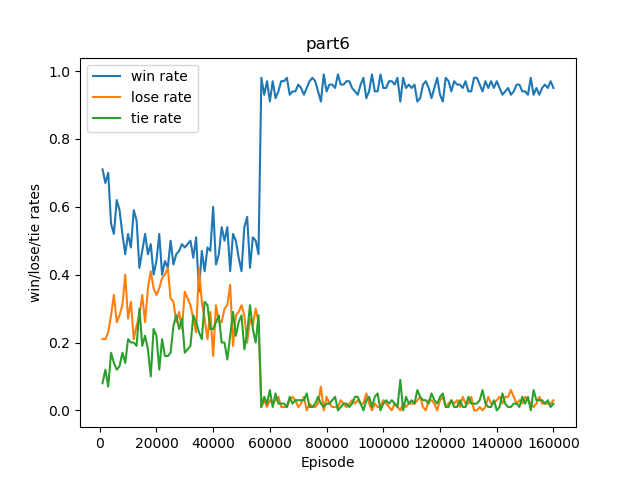 part6
win rate
lose rate
tie rate
win/lose/tie rates
1.0
0.8
0.6
0.4
0.2
0.0
0 20000 40000 60000 80000 100000 120000 140000 160000
Episode